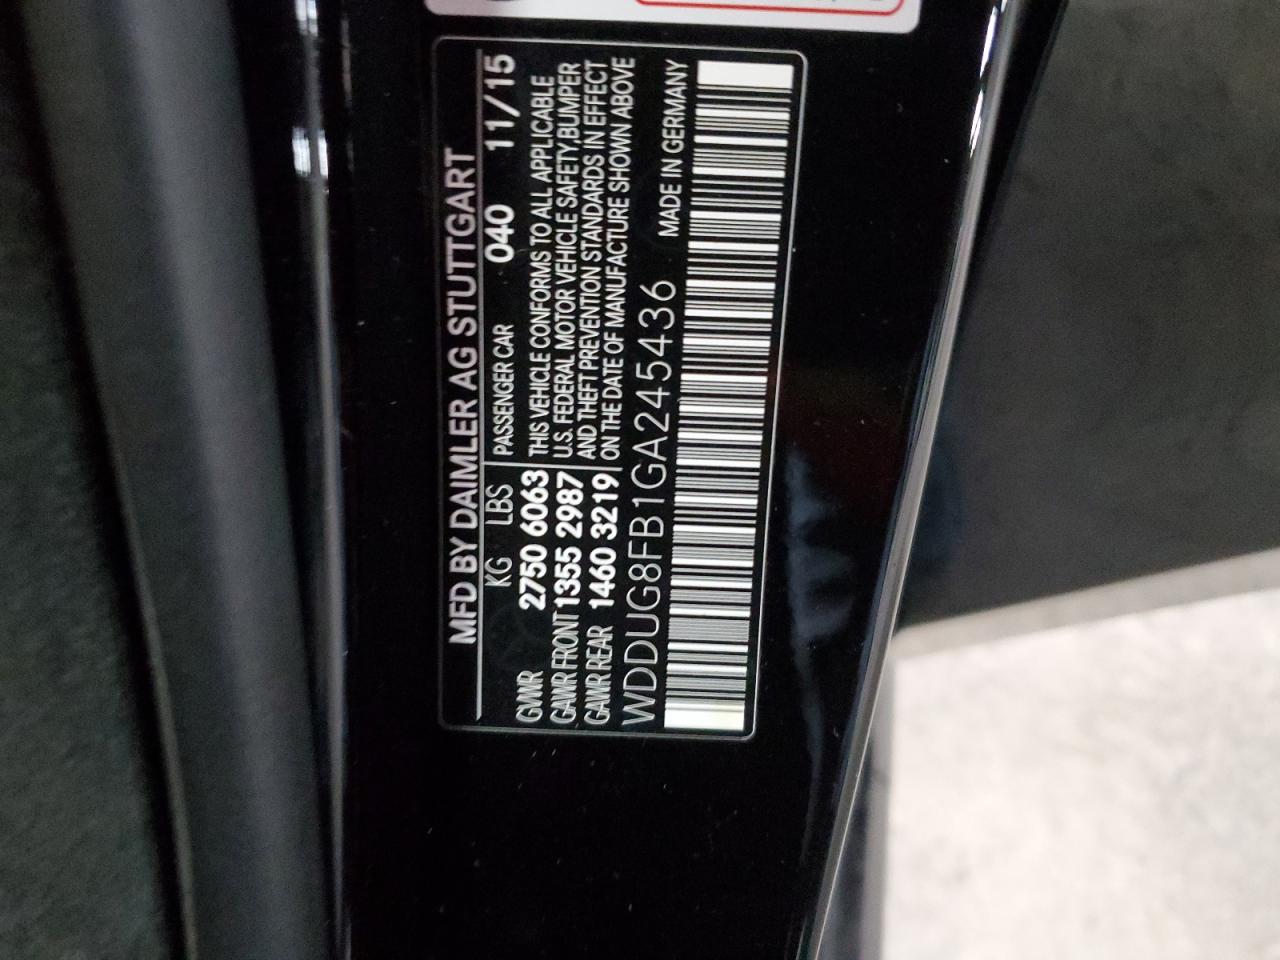 MFD BY DAIMLER AG STUTTGART
KG LBS PASSENGER CAR 040 11/15
GVWR 2750 6063 THIS VEHICLE CONFORMS TO ALL APPLICABLE
GAWR FRONT 1355 2987 U.S. FEDERAL MOTOR VEHICLE SAFETY,BUMPER
GAWR REAR 1460 3219 AND THEFT PREVENTION STANDARDS IN EFFECT
ON THE DATE OF MANUFACTURE SHOWN ABOVE
WDDUG8FB1GA245436 MADE IN GERMANY